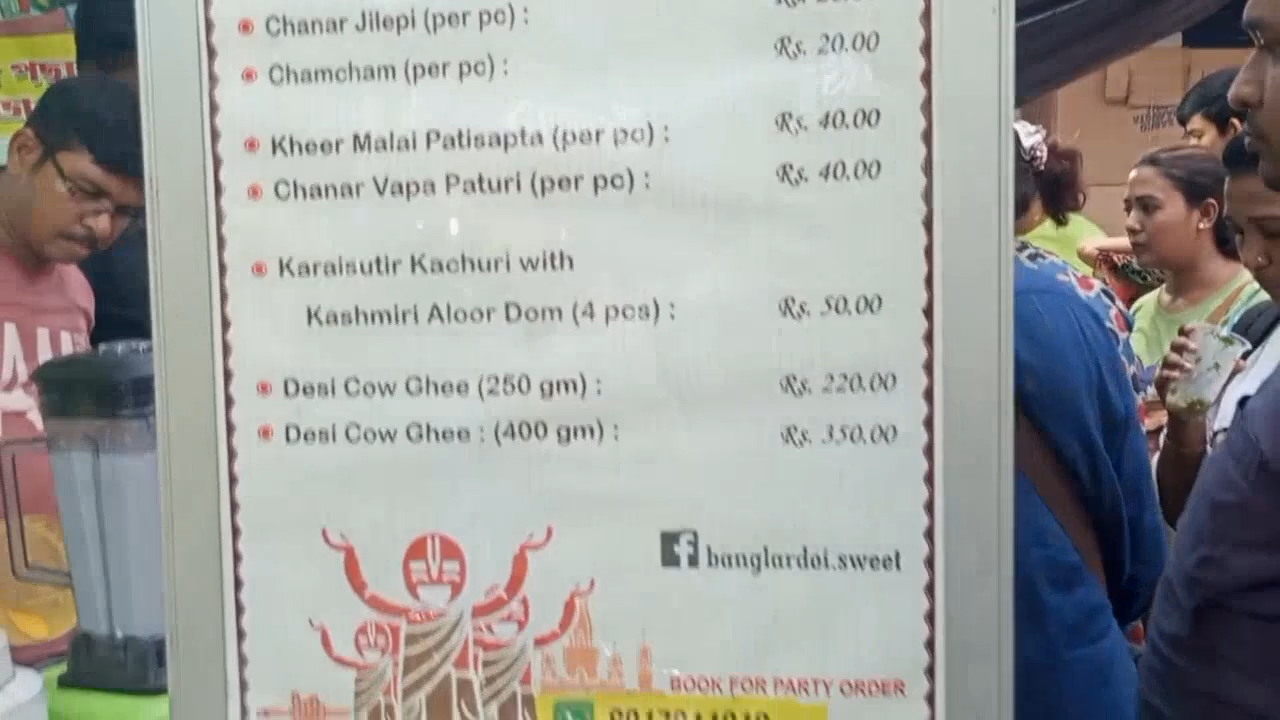 Chanar Jilepi (per pc) :
Chamcham (per pc) : Rs. 20.00
Kheer Malai Patisapta (per pc) : Rs. 40.00
Chanar Vapa Paturi (per pc) : Rs. 40.00
Karaisutir Kachuri with
Kashmiri Aloor Dom (4 pcs) : Rs. 50.00
Desi Cow Ghee (250 gm) : Rs. 220.00
Desi Cow Ghee : (400 gm) : Rs. 350.00
banglardoi.sweet
BOOK FOR PARTY ORDER